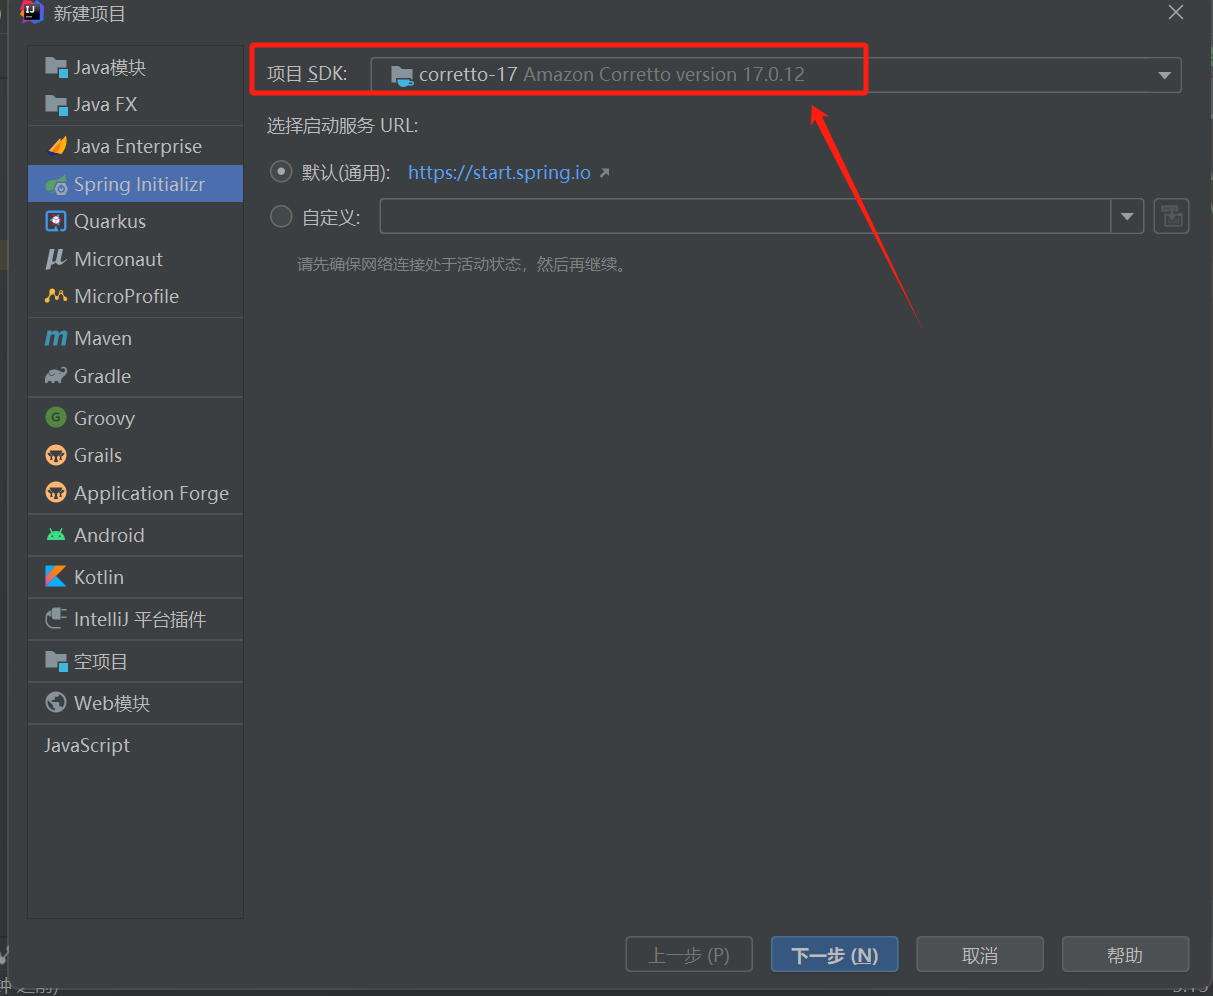 新建项目
Java模块
Java FX
Java Enterprise
Spring Initializr
Quarkus
Micronaut
MicroProfile
Maven
Gradle
Groovy
Grails
Application Forge
Android
Kotlin
IntelliJ 平台插件
空项目
Web模块
JavaScript
项目 SDK: corretto-17 Amazon Corretto version 17.0.12
选择启动服务 URL:
默认(通用): https://start.spring.io
自定义:
请先确保网络连接处于活动状态，然后再继续。
上一步 (P) 下一步 (N) 取消 帮助